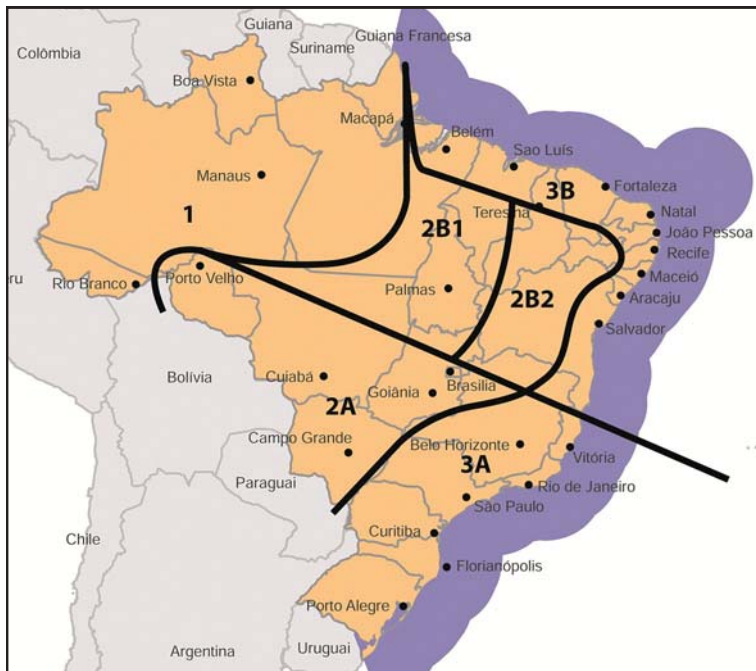 Guiana
Colômbia
Suriname
Guiana Francesa
Boa Vista
Macapá
Belém
Sao Luís
Manaus
3B
Fortaleza
Teresina
Natal
1
2B1
João Pessoa
Recife
Porto Velho
Maceió
Rio Branco
Palmas
2B2
Aracaju
Salvador
Bolívia
Cuiabá
Goiânia
Brasilia
2A
Campo Grande
Belo Horizonte
Vitória
3A
Paraguai
Rio de Janeiro
São Paulo
Chile
Curitiba
Florianópolis
Porto Alegre
Argentina
Uruguai